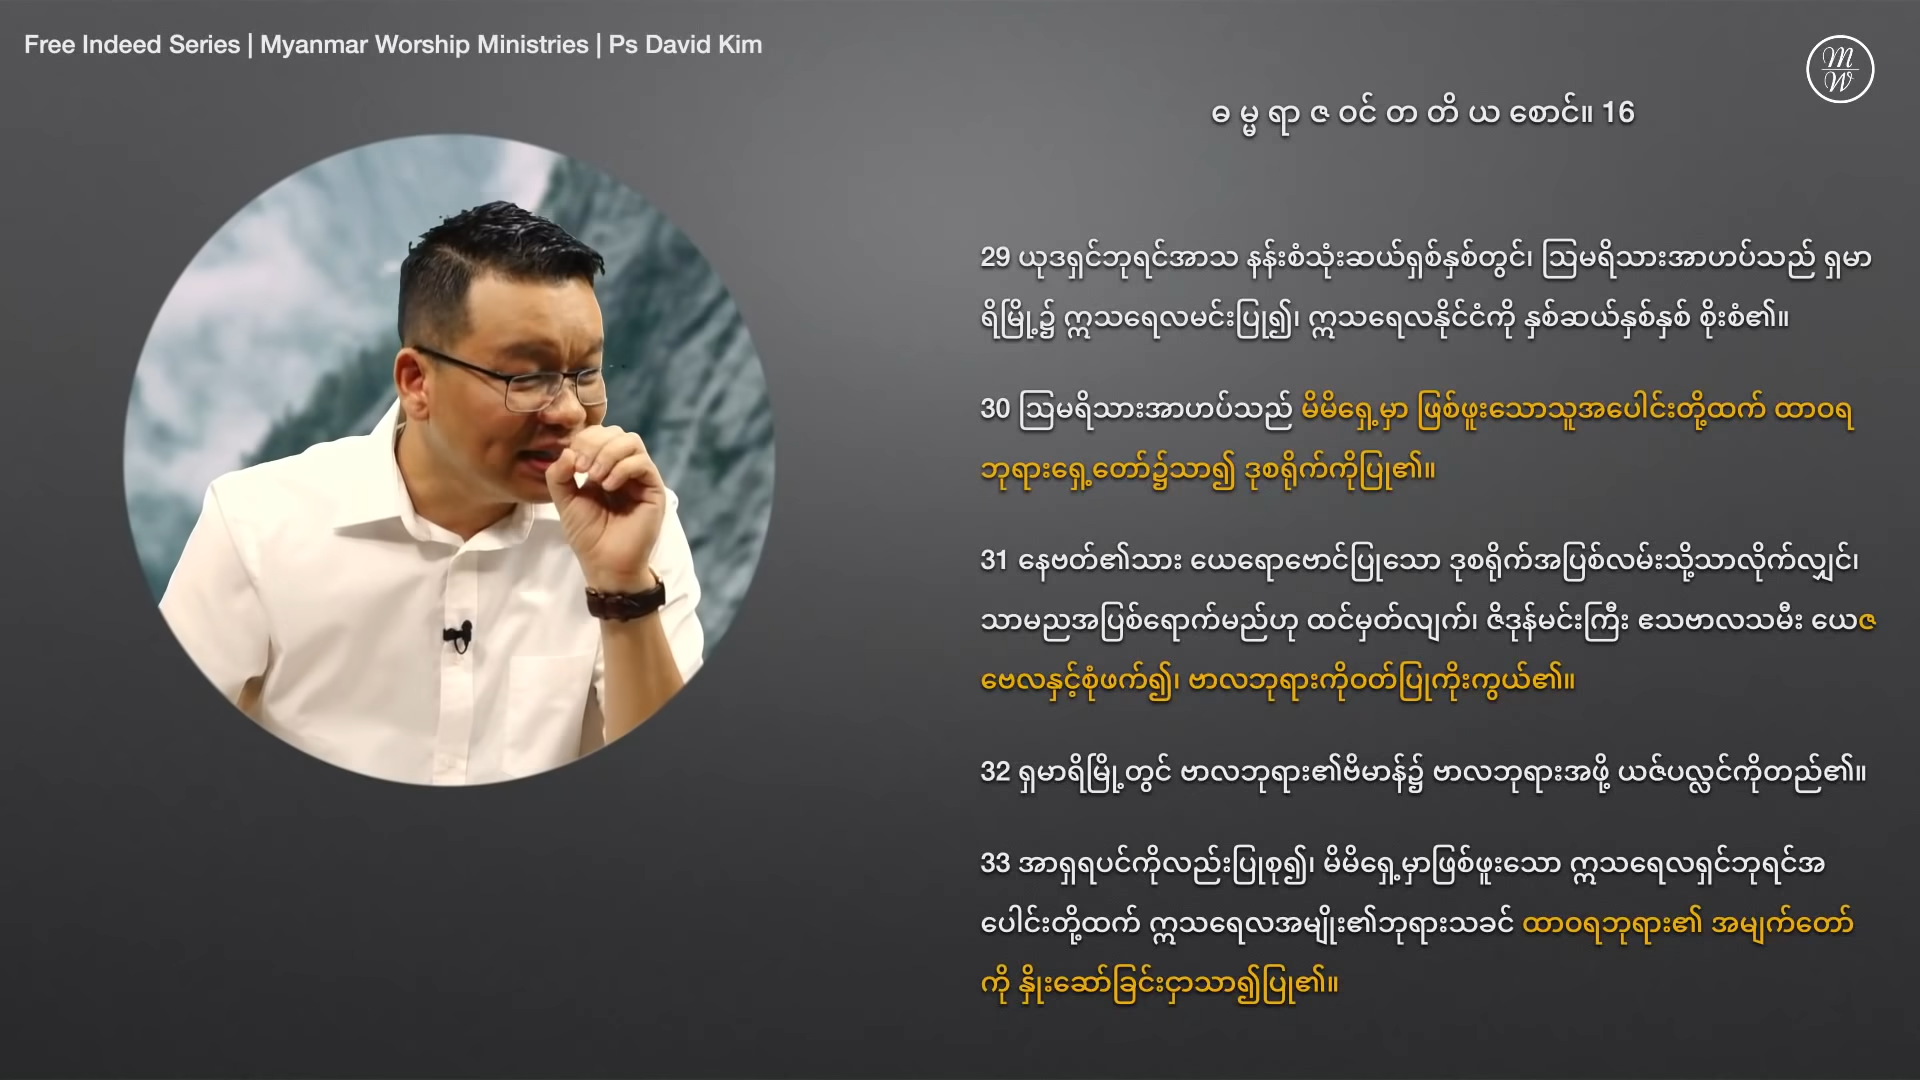 Free Indeed Series | Myanmar Worship Ministries | Ps David Kim
M
W
ဓ မ္မ ရာ ဇ ဝင် တ တိ ယ စောင်။ 16
29 ယုဒရှင်ဘုရင်အာသ နန်းစံသုံးဆယ်ရှစ်နှစ်တွင်၊ ဩမရိသားအာဟပ်သည် ရှမာ
ရိမြို့၌ ဣသရေလမင်းပြု၍၊ ဣသရေလနိုင်ငံကို နှစ်ဆယ်နှစ်နှစ် စိုးစံ၏။
30 ဩမရိသားအာဟပ်သည် မိမိရှေ့မှာ ဖြစ်ဖူးသောသူအပေါင်းတို့ထက် ထာဝရ
ဘုရားရှေ့တော်၌သာ၍ ဒုစရိုက်ကိုပြု၏။
31 နေဗတ်၏သား ယေရောဗောင်ပြုသော ဒုစရိုက်အပြစ်လမ်းသို့သာလိုက်လျှင်၊
သာမညအပြစ်ရောက်မည်ဟု ထင်မှတ်လျက်၊ ဇိဒုန်မင်းကြီး ဧသဗာလသမီး ယေဇ
ဗေလနှင့်စုံဖက်၍၊ ဗာလဘုရားကိုဝတ်ပြုကိုးကွယ်၏။
32 ရှမာရိမြို့တွင် ဗာလဘုရား၏ဗိမာန်၌ ဗာလဘုရားအဖို့ ယဇ်ပလ္လင်ကိုတည်၏။
33 အာရှရပင်ကိုလည်းပြုစု၍၊ မိမိရှေ့မှာဖြစ်ဖူးသော ဣသရေလရှင်ဘုရင်အ
ပေါင်းတို့ထက် ဣသရေလအမျိုး၏ဘုရားသခင် ထာဝရဘုရား၏ အမျက်တော်
ကို နှိုးဆော်ခြင်းငှာသာ၍ပြု၏။